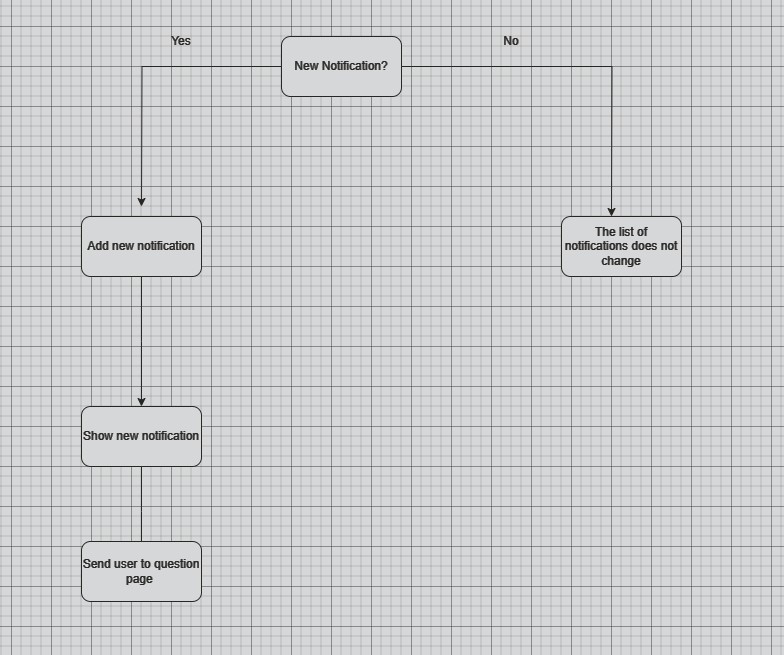 Yes
No
New Notification?
Add new notification
The list of
notifications does not
change
Show new notification
Send user to question
page